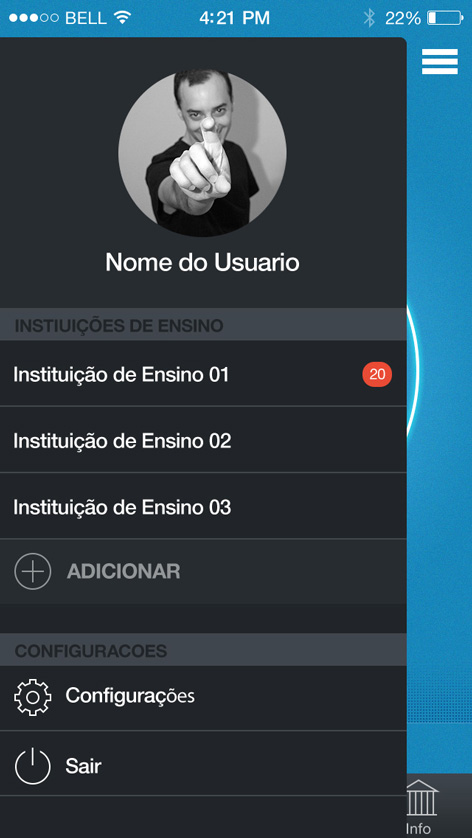 BELL 4:21 PM 22%
Nome do Usuario
INSTIUIÇÕES DE ENSINO
Instituição de Ensino 01 20
Instituição de Ensino 02
Instituição de Ensino 03
ADICIONAR
CONFIGURACOES
Configurações
Sair
Info